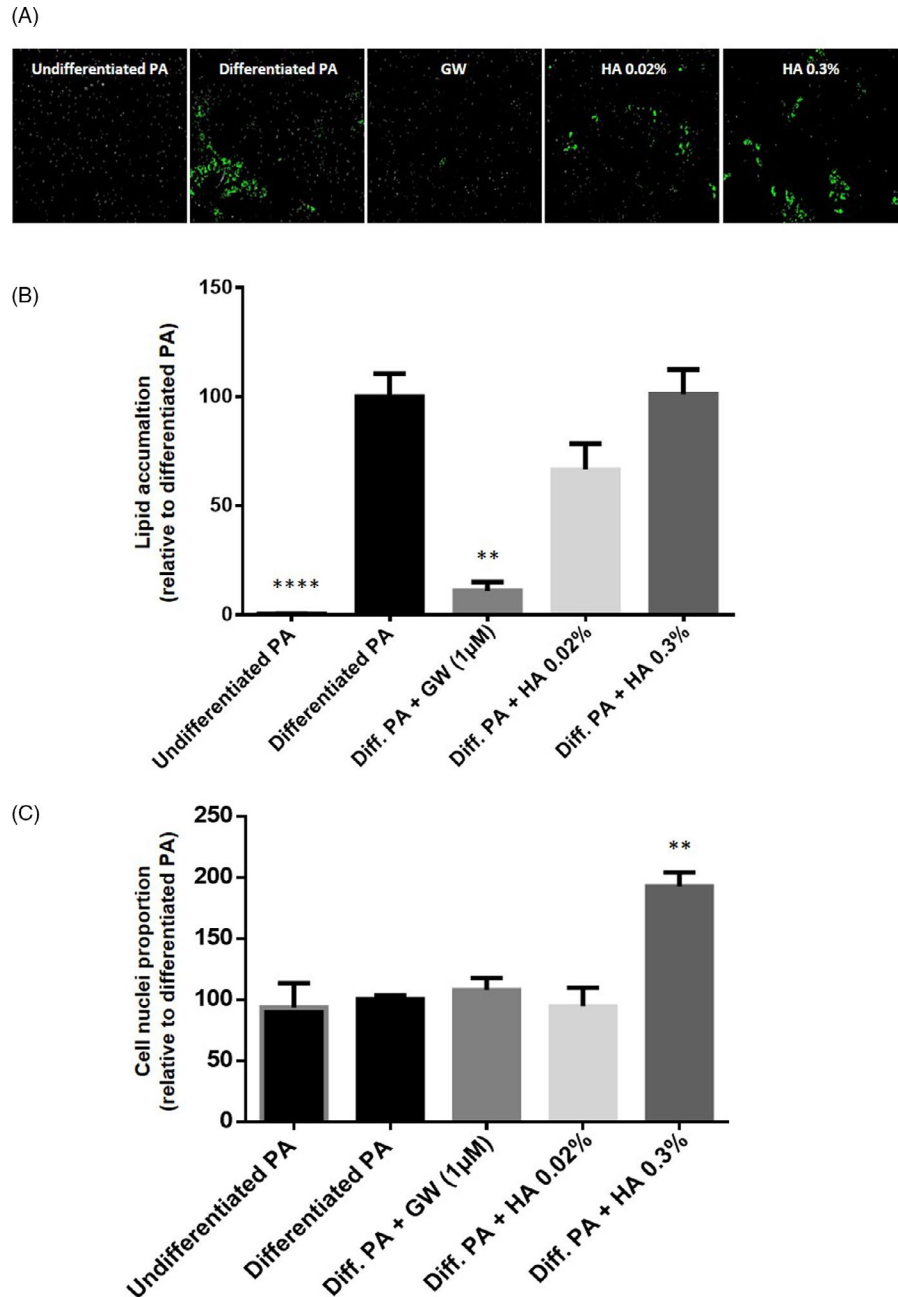 (A)
Undifferentiated PA
Differentiated PA
GW
HA 0.02%
HA 0.3%
(B)
Lipid accumaltion
(relative to differentiated PA)
150
100
50
0
****
**
Undifferentiated PA
Differentiated PA
Diff. PA + GW (1µM)
Diff. PA + HA 0.02%
Diff. PA + HA 0.3%
(C)
Cell nuclei proportion
(relative to differentiated PA)
250
200
150
100
50
0
**
Undifferentiated PA
Differentiated PA
Diff. PA + GW (1µM)
Diff. PA + HA 0.02%
Diff. PA + HA 0.3%